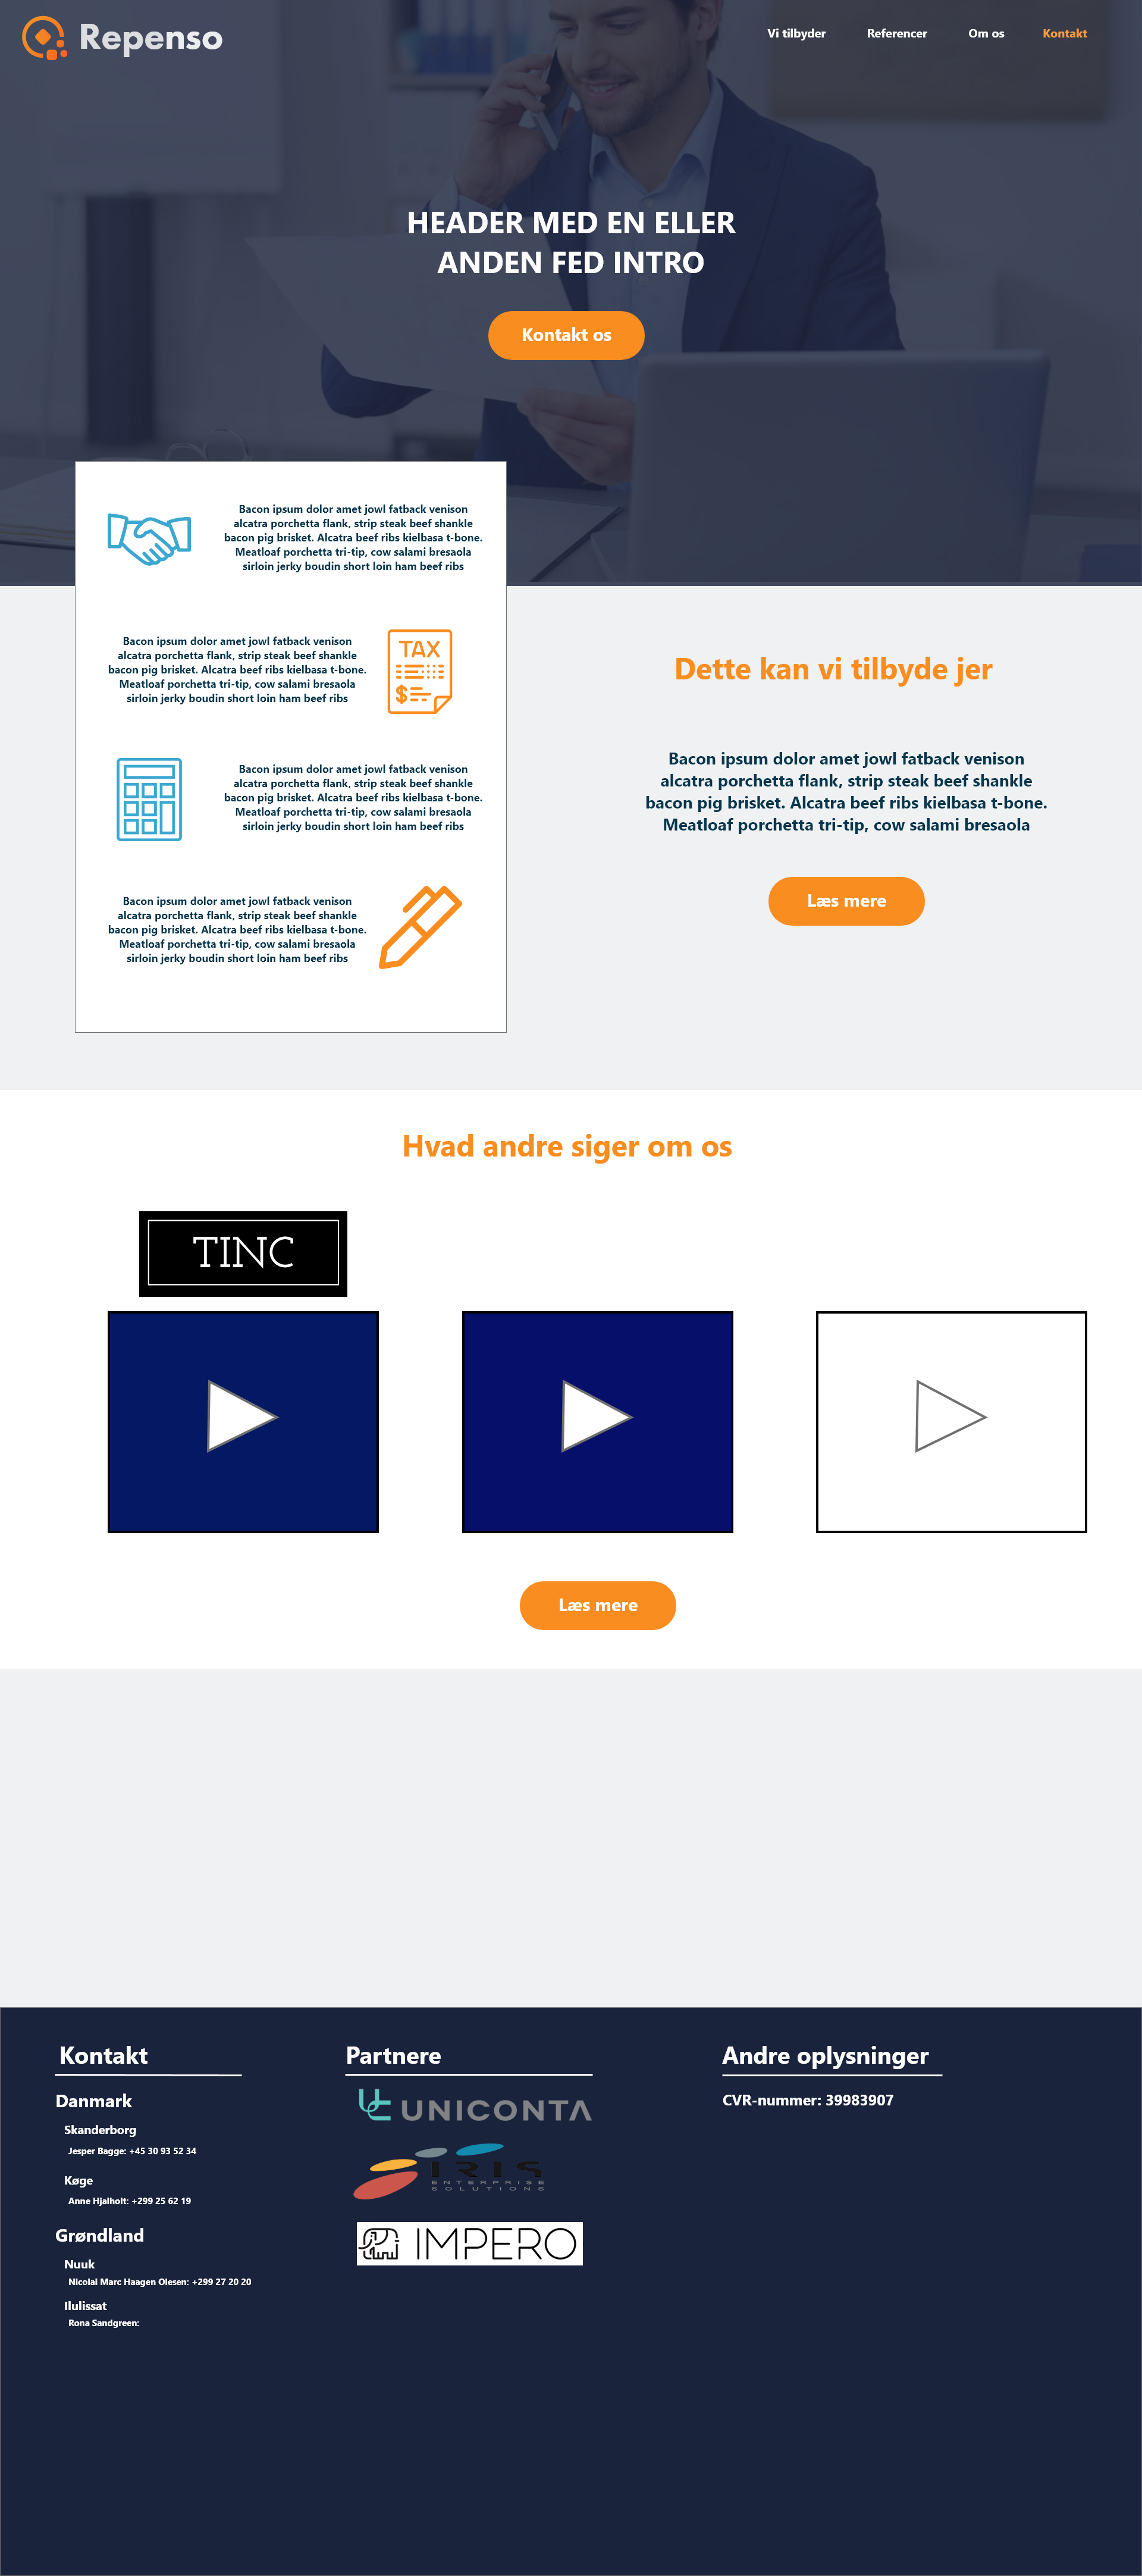 Repenso
Vi tilbyder
Referencer
Om os
Kontakt
HEADER MED EN ELLER
ANDEN FED INTRO
Kontakt os
Bacon ipsum dolor amet jowl fatback venison
alcatra porchetta flank, strip steak beef shankle
bacon pig brisket. Alcatra beef ribs kielbasa t-bone.
Meatloaf porchetta tri-tip, cow salami bresaola
sirloin jerky boudin short loin ham beef ribs
Bacon ipsum dolor amet jowl fatback venison
alcatra porchetta flank, strip steak beef shankle
bacon pig brisket. Alcatra beef ribs kielbasa t-bone.
Meatloaf porchetta tri-tip, cow salami bresaola
sirloin jerky boudin short loin ham beef ribs
TAX
$
Bacon ipsum dolor amet jowl fatback venison
alcatra porchetta flank, strip steak beef shankle
bacon pig brisket. Alcatra beef ribs kielbasa t-bone.
Meatloaf porchetta tri-tip, cow salami bresaola
sirloin jerky boudin short loin ham beef ribs
Bacon ipsum dolor amet jowl fatback venison
alcatra porchetta flank, strip steak beef shankle
bacon pig brisket. Alcatra beef ribs kielbasa t-bone.
Meatloaf porchetta tri-tip, cow salami bresaola
sirloin jerky boudin short loin ham beef ribs
Dette kan vi tilbyde jer
Bacon ipsum dolor amet jowl fatback venison
alcatra porchetta flank, strip steak beef shankle
bacon pig brisket. Alcatra beef ribs kielbasa t-bone.
Meatloaf porchetta tri-tip, cow salami bresaola
Læs mere
Hvad andre siger om os
TINC
Læs mere
Kontakt
Danmark
Skanderborg
Jesper Bagge: +45 30 93 52 34
Køge
Anne Hjalholt: +299 25 62 19
Grøndland
Nuuk
Nicolai Marc Haagen Olesen: +299 27 20 20
Ilulissat
Rona Sandgreen:
Partnere
UNICONTA
IRIS
ENTERPRISE
SOLUTIONS
IMPERO
Andre oplysninger
CVR-nummer: 39983907